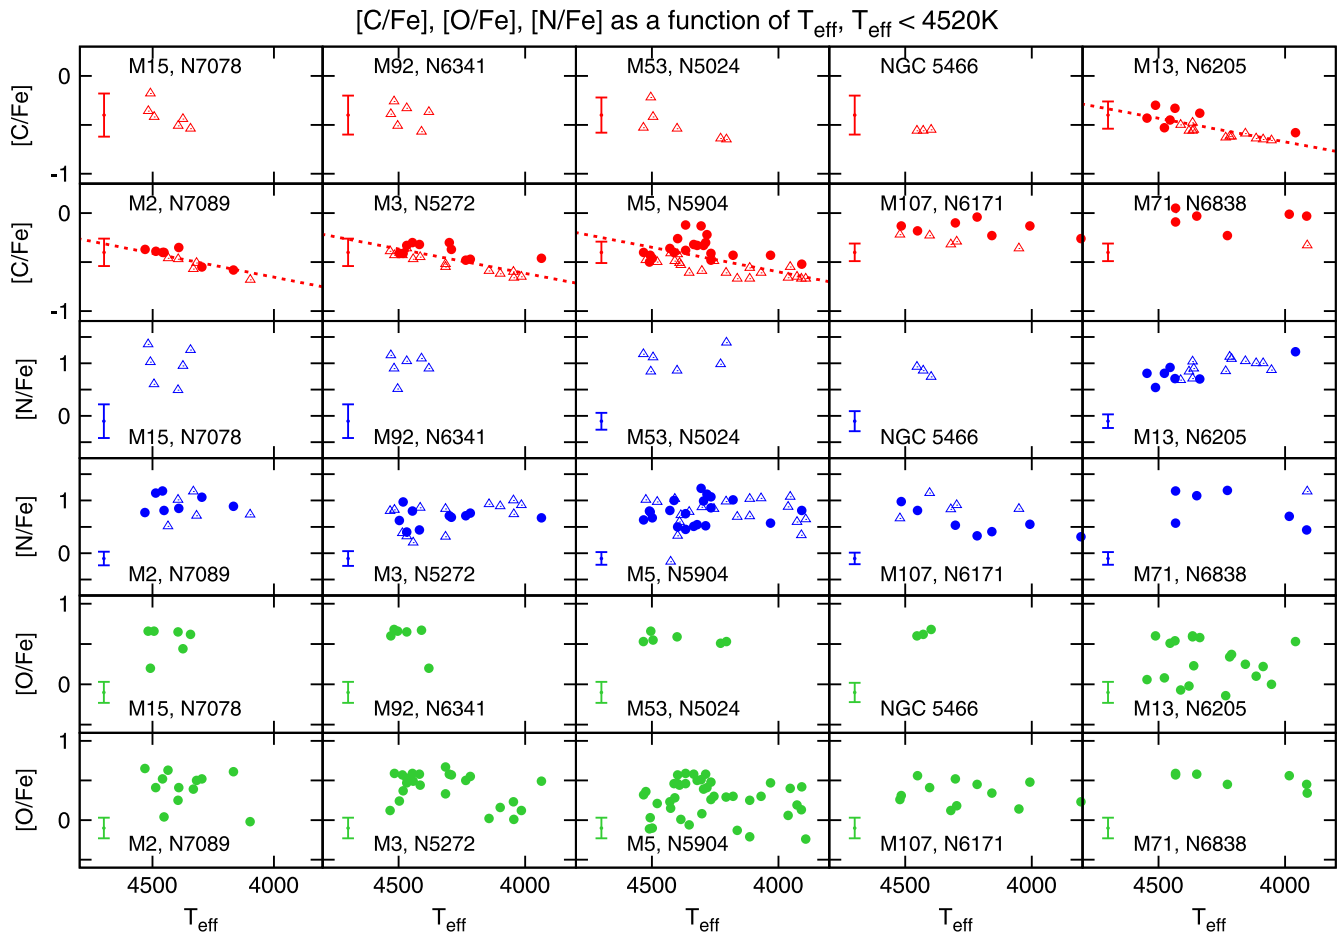 [C/Fe], [O/Fe], [N/Fe] as a function of Teff, Teff < 4520K
M15, N7078 M92, N6341 M53, N5024 NGC 5466 M13, N6205
0
[C/Fe]
-1
M2, N7089 M3, N5272 M5, N5904 M107, N6171 M71, N6838
0
[C/Fe]
-1
1
[N/Fe]
0
M15, N7078 M92, N6341 M53, N5024 NGC 5466 M13, N6205
1
[N/Fe]
0
M2, N7089 M3, N5272 M5, N5904 M107, N6171 M71, N6838
1
[O/Fe]
0
M15, N7078 M92, N6341 M53, N5024 NGC 5466 M13, N6205
1
[O/Fe]
0
M2, N7089 M3, N5272 M5, N5904 M107, N6171 M71, N6838
4500 4000 4500 4000 4500 4000 4500 4000 4500 4000
Teff Teff Teff Teff Teff